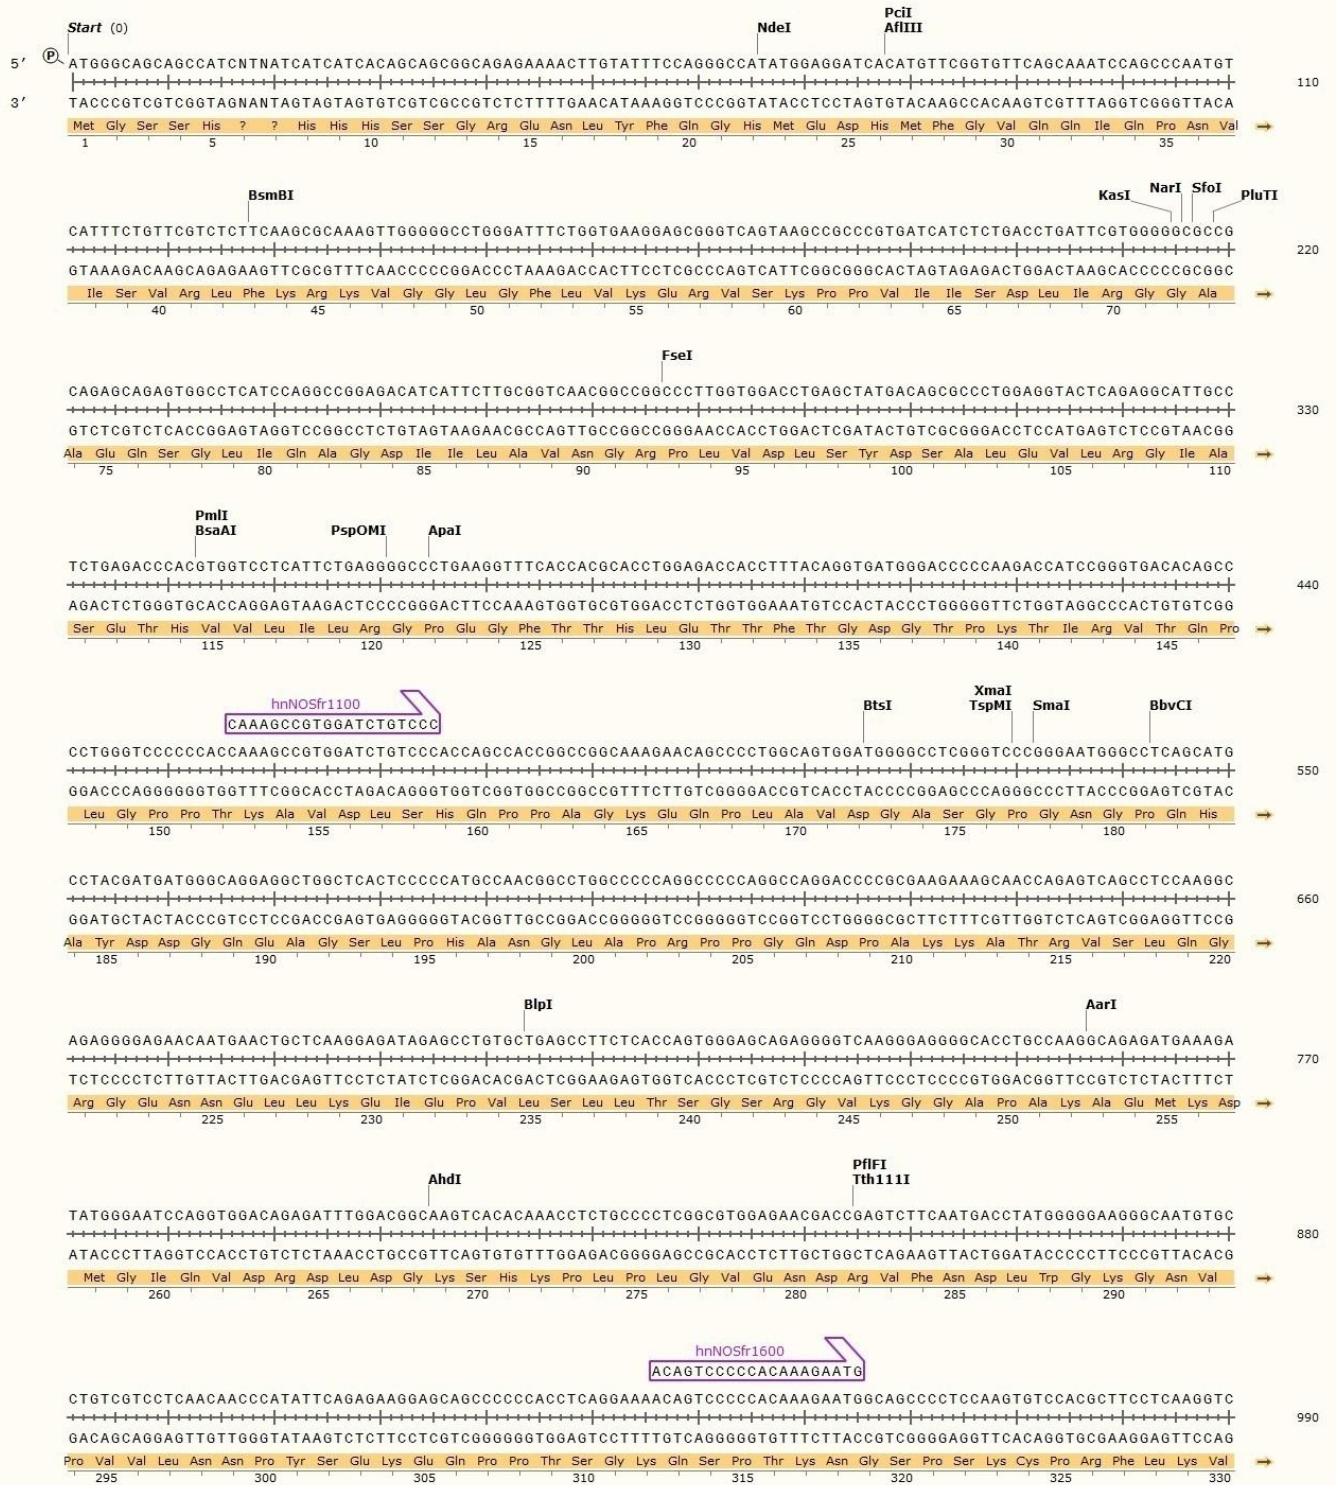 Start (0) NdeI PciI
AflIII
5′ P ATGGGCAGCAGCCATCNTNATCATCATCACAGCAGCGGCAGAGAAAACTTGTATTTCCAGGGCCATATGGAGGATCACATGTTCGGTGTTCAGCAAATCCAGCCCAATGT
110
3′ TACCCGTCGTCGGTAGNANTAGTAGTAGTGTCGTCGCCGTCTCTTTTGAACATAAAGGTCCCGGTATACCTCCTAGTGTACAAGCCACAAGTCGTTTAGGTCGGGTTACA
Met Gly Ser Ser His ? ? His His His Ser Ser Gly Arg Glu Asn Leu Tyr Phe Gln Gly His Met Glu Asp His Met Phe Gly Val Gln Gln Ile Gln Pro Asn Val
1 5 10 15 20 25 30 35
BsmBI KasI NarI SfoI PluTI
CATTTCTGTTCGTCTCTTCAAGCGCAAAGTTGGGGGCCTGGGATTTCTGGTGAAGGAGCGGGTCAGTAAGCCGCCCGTGATCATCTCTGACCTGATTCGTGGGGGCGCCG
220
GTAAAGACAAGCAGAGAAGTTCGCGTTTCAACCCCCGGACCCTAAAGACCACTTCCTCGCCCAGTCATTCGGCGGGCACTAGTAGAGACTGGACTAAGCACCCCCGCGGC
Ile Ser Val Arg Leu Phe Lys Arg Lys Val Gly Gly Leu Gly Phe Leu Val Lys Glu Arg Val Ser Lys Pro Pro Val Ile Ile Ser Asp Leu Ile Arg Gly Gly Ala
40 45 50 55 60 65 70
FseI
CAGAGCAGAGTGGCCTCATCCAGGCCGGAGACATCATTCTTGCGGTCAACGGCCGGCCCTTGGTGGACCTGAGCTATGACAGCGCCCTGGAGGTACTCAGAGGCATTGCC
330
GTCTCGTCTCACCGGAGTAGGTCCGGCCTCTGTAGTAAGAACGCCAGTTGCCGGCCGGGAACCACCTGGACTCGATACTGTCGCGGGACCTCCATGAGTCTCCGTAACGG
Ala Glu Gln Ser Gly Leu Ile Gln Ala Gly Asp Ile Ile Leu Ala Val Asn Gly Arg Pro Leu Val Asp Leu Ser Tyr Asp Ser Ala Leu Glu Val Leu Arg Gly Ile Ala
75 80 85 90 95 100 105 110
PmlI
BsaAI PspOMI ApaI
TCTGAGACCCACGTGGTCCTCATTCTGAGGGGCCCTGAAGGTTTCACCACGCACCTGGAGACCACCTTTACAGGTGATGGGACCCCCAAGACCATCCGGGTGACACAGCC
440
AGACTCTGGGTGCACCAGGAGTAAGACTCCCCGGGACTTCCAAAGTGGTGCGTGGACCTCTGGTGGAAATGTCCACTACCCTGGGGGTTCTGGTAGGCCCACTGTGTCGG
Ser Glu Thr His Val Val Leu Ile Leu Arg Gly Pro Glu Gly Phe Thr Thr His Leu Glu Thr Thr Phe Thr Gly Asp Gly Thr Pro Lys Thr Ile Arg Val Thr Gln Pro
115 120 125 130 135 140 145
hnNOSfr1100 BtsI XmaI
TspMI SmaI BbvCI
CAAAGCCGTGGATCTGTCCC
CCTGGGTCCCCCCACCAAAGCCGTGGATCTGTCCCACCAGCCACCGGCCGGCAAAGAACAGCCCCTGGCAGTGGATGGGGCCTCGGGTCCCGGGAATGGGCCTCAGCATG
550
GGACCCAGGGGGGTGGTTTCGGCACCTAGACAGGGTGGTCGGTGGCCGGCCGTTTCTTGTCGGGGACCGTCACCTACCCCGGAGCCCAGGGCCCTTACCCGGAGTCGTAC
Leu Gly Pro Pro Thr Lys Ala Val Asp Leu Ser His Gln Pro Pro Ala Gly Lys Glu Gln Pro Leu Ala Val Asp Gly Ala Ser Gly Pro Gly Asn Gly Pro Gln His
150 155 160 165 170 175 180
CCTACGATGATGGGCAGGAGGCTGGCTCACTCCCCCATGCCAACGGCCTGGCCCCCAGGCCCCCAGGCCAGGACCCCGCGAAGAAAGCAACCAGAGTCAGCCTCCAAGGC
660
GGATGCTACTACCCGTCCTCCGACCGAGTGAGGGGGTACGGTTGCCGGACCGGGGGTCCGGGGGTCCGGTCCTGGGGCGCTTCTTTCGTTGGTCTCAGTCGGAGGTTCCG
Ala Tyr Asp Asp Gly Gln Glu Ala Gly Ser Leu Pro His Ala Asn Gly Leu Ala Pro Arg Pro Pro Gly Gln Asp Pro Ala Lys Lys Ala Thr Arg Val Ser Leu Gln Gly
185 190 195 200 205 210 215 220
BlpI AarI
AGAGGGGAGAACAATGAACTGCTCAAGGAGATAGAGCCTGTGCTGAGCCTTCTCACCAGTGGGAGCAGAGGGGTCAAGGGAGGGGCACCTGCCAAGGCAGAGATGAAAGA
770
TCTCCCCTCTTGTTACTTGACGAGTTCCTCTATCTCGGACACGACTCGGAAGAGTGGTCACCCTCGTCTCCCCAGTTCCCTCCCCGTGGACGGTTCCGTCTCTACTTTCT
Arg Gly Glu Asn Asn Glu Leu Leu Lys Glu Ile Glu Pro Val Leu Ser Leu Leu Thr Ser Gly Ser Arg Gly Val Lys Gly Gly Ala Pro Ala Lys Ala Glu Met Lys Asp
225 230 235 240 245 250 255
AhdI PflFI
Tth111I
TATGGGAATCCAGGTGGACAGAGATTTGGACGGCAAGTCACACAAACCTCTGCCCCTCGGCGTGGAGAACGACCGAGTCTTCAATGACCTATGGGGGAAGGGCAATGTGC
880
ATACCCTTAGGTCCACCTGTCTCTAAACCTGCCGTTCAGTGTGTTTGGAGACGGGGAGCCGCACCTCTTGCTGGCTCAGAAGTTACTGGATACCCCCTTCCCGTTACACG
Met Gly Ile Gln Val Asp Arg Asp Leu Asp Gly Lys Ser His Lys Pro Leu Pro Leu Gly Val Glu Asn Asp Arg Val Phe Asn Asp Leu Trp Gly Lys Gly Asn Val
260 265 270 275 280 285 290
hnNOSfr1600
ACAGTCCCCCACAAAGAATG
CTGTCGTCCTCAACAACCCATATTCAGAGAAGGAGCAGCCCCCCACCTCAGGAAAACAGTCCCCCACAAAGAATGGCAGCCCCTCCAAGTGTCCACGCTTCCTCAAGGTC
990
GACAGCAGGAGTTGTTGGGTATAAGTCTCTTCCTCGTCGGGGGGTGGAGTCCTTTTGTCAGGGGGTGTTTCTTACCGTCGGGGAGGTTCACAGGTGCGAAGGAGTTCCAG
Pro Val Val Leu Asn Asn Pro Tyr Ser Glu Lys Glu Gln Pro Pro Thr Ser Gly Lys Gln Ser Pro Thr Lys Asn Gly Ser Pro Ser Lys Cys Pro Arg Phe Leu Lys Val
295 300 305 310 315 320 325 330